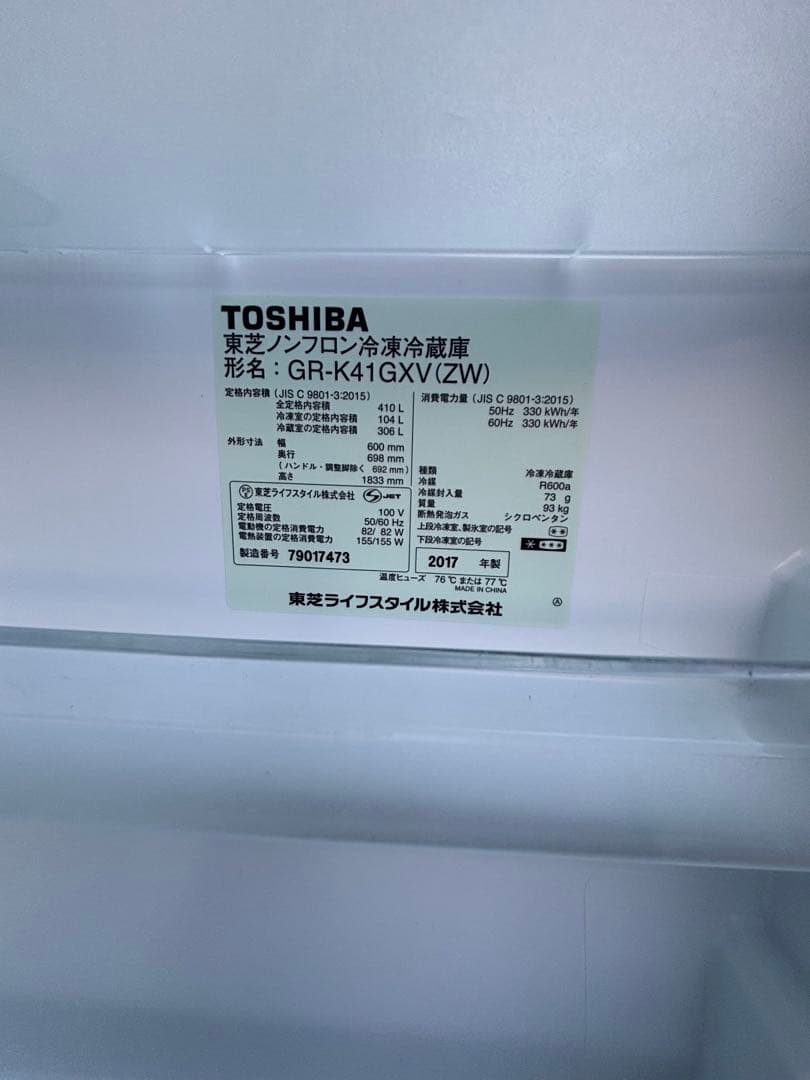 TOSHIBA
東芝ノンフロン冷凍冷蔵庫
形名：GR-K41GXV(ZW)
定格内容積（JIS C 9801-3:2015）
全定格内容積 410 L
冷凍室の定格内容積 104 L
冷蔵室の定格内容積 306 L
外形寸法 幅 600 mm
奥行 698 mm
（ハンドル・調整脚除く 692 mm）
高さ 1833 mm
東芝ライフスタイル株式会社 JET
定格電圧 100 V
定格周波数 50/60 Hz
電動機の定格消費電力 82/ 82 W
電熱装置の定格消費電力 155/155 W
製造番号 79017473
消費電力量（JIS C 9801-3:2015）
50Hz 330 kWh/年
60Hz 330 kWh/年
種類 冷凍冷蔵庫
冷媒 R600a
冷媒封入量 73 g
質量 93 kg
断熱発泡ガス シクロペンタン
上段冷凍室、製氷室の記号
下段冷凍室の記号
2017 年製
温度ヒューズ 76 ℃ または 77 ℃
MADE IN CHINA
東芝ライフスタイル株式会社
Ⓐ